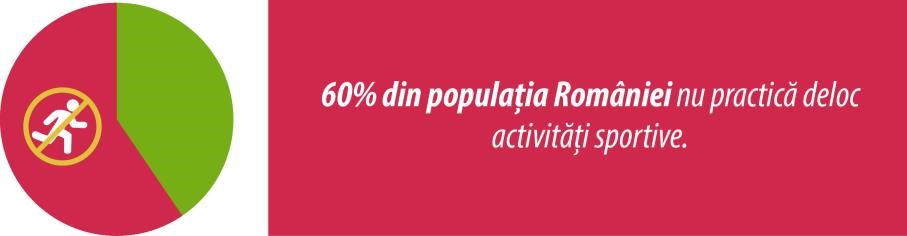 60% din populația României nu practică deloc
activități sportive.